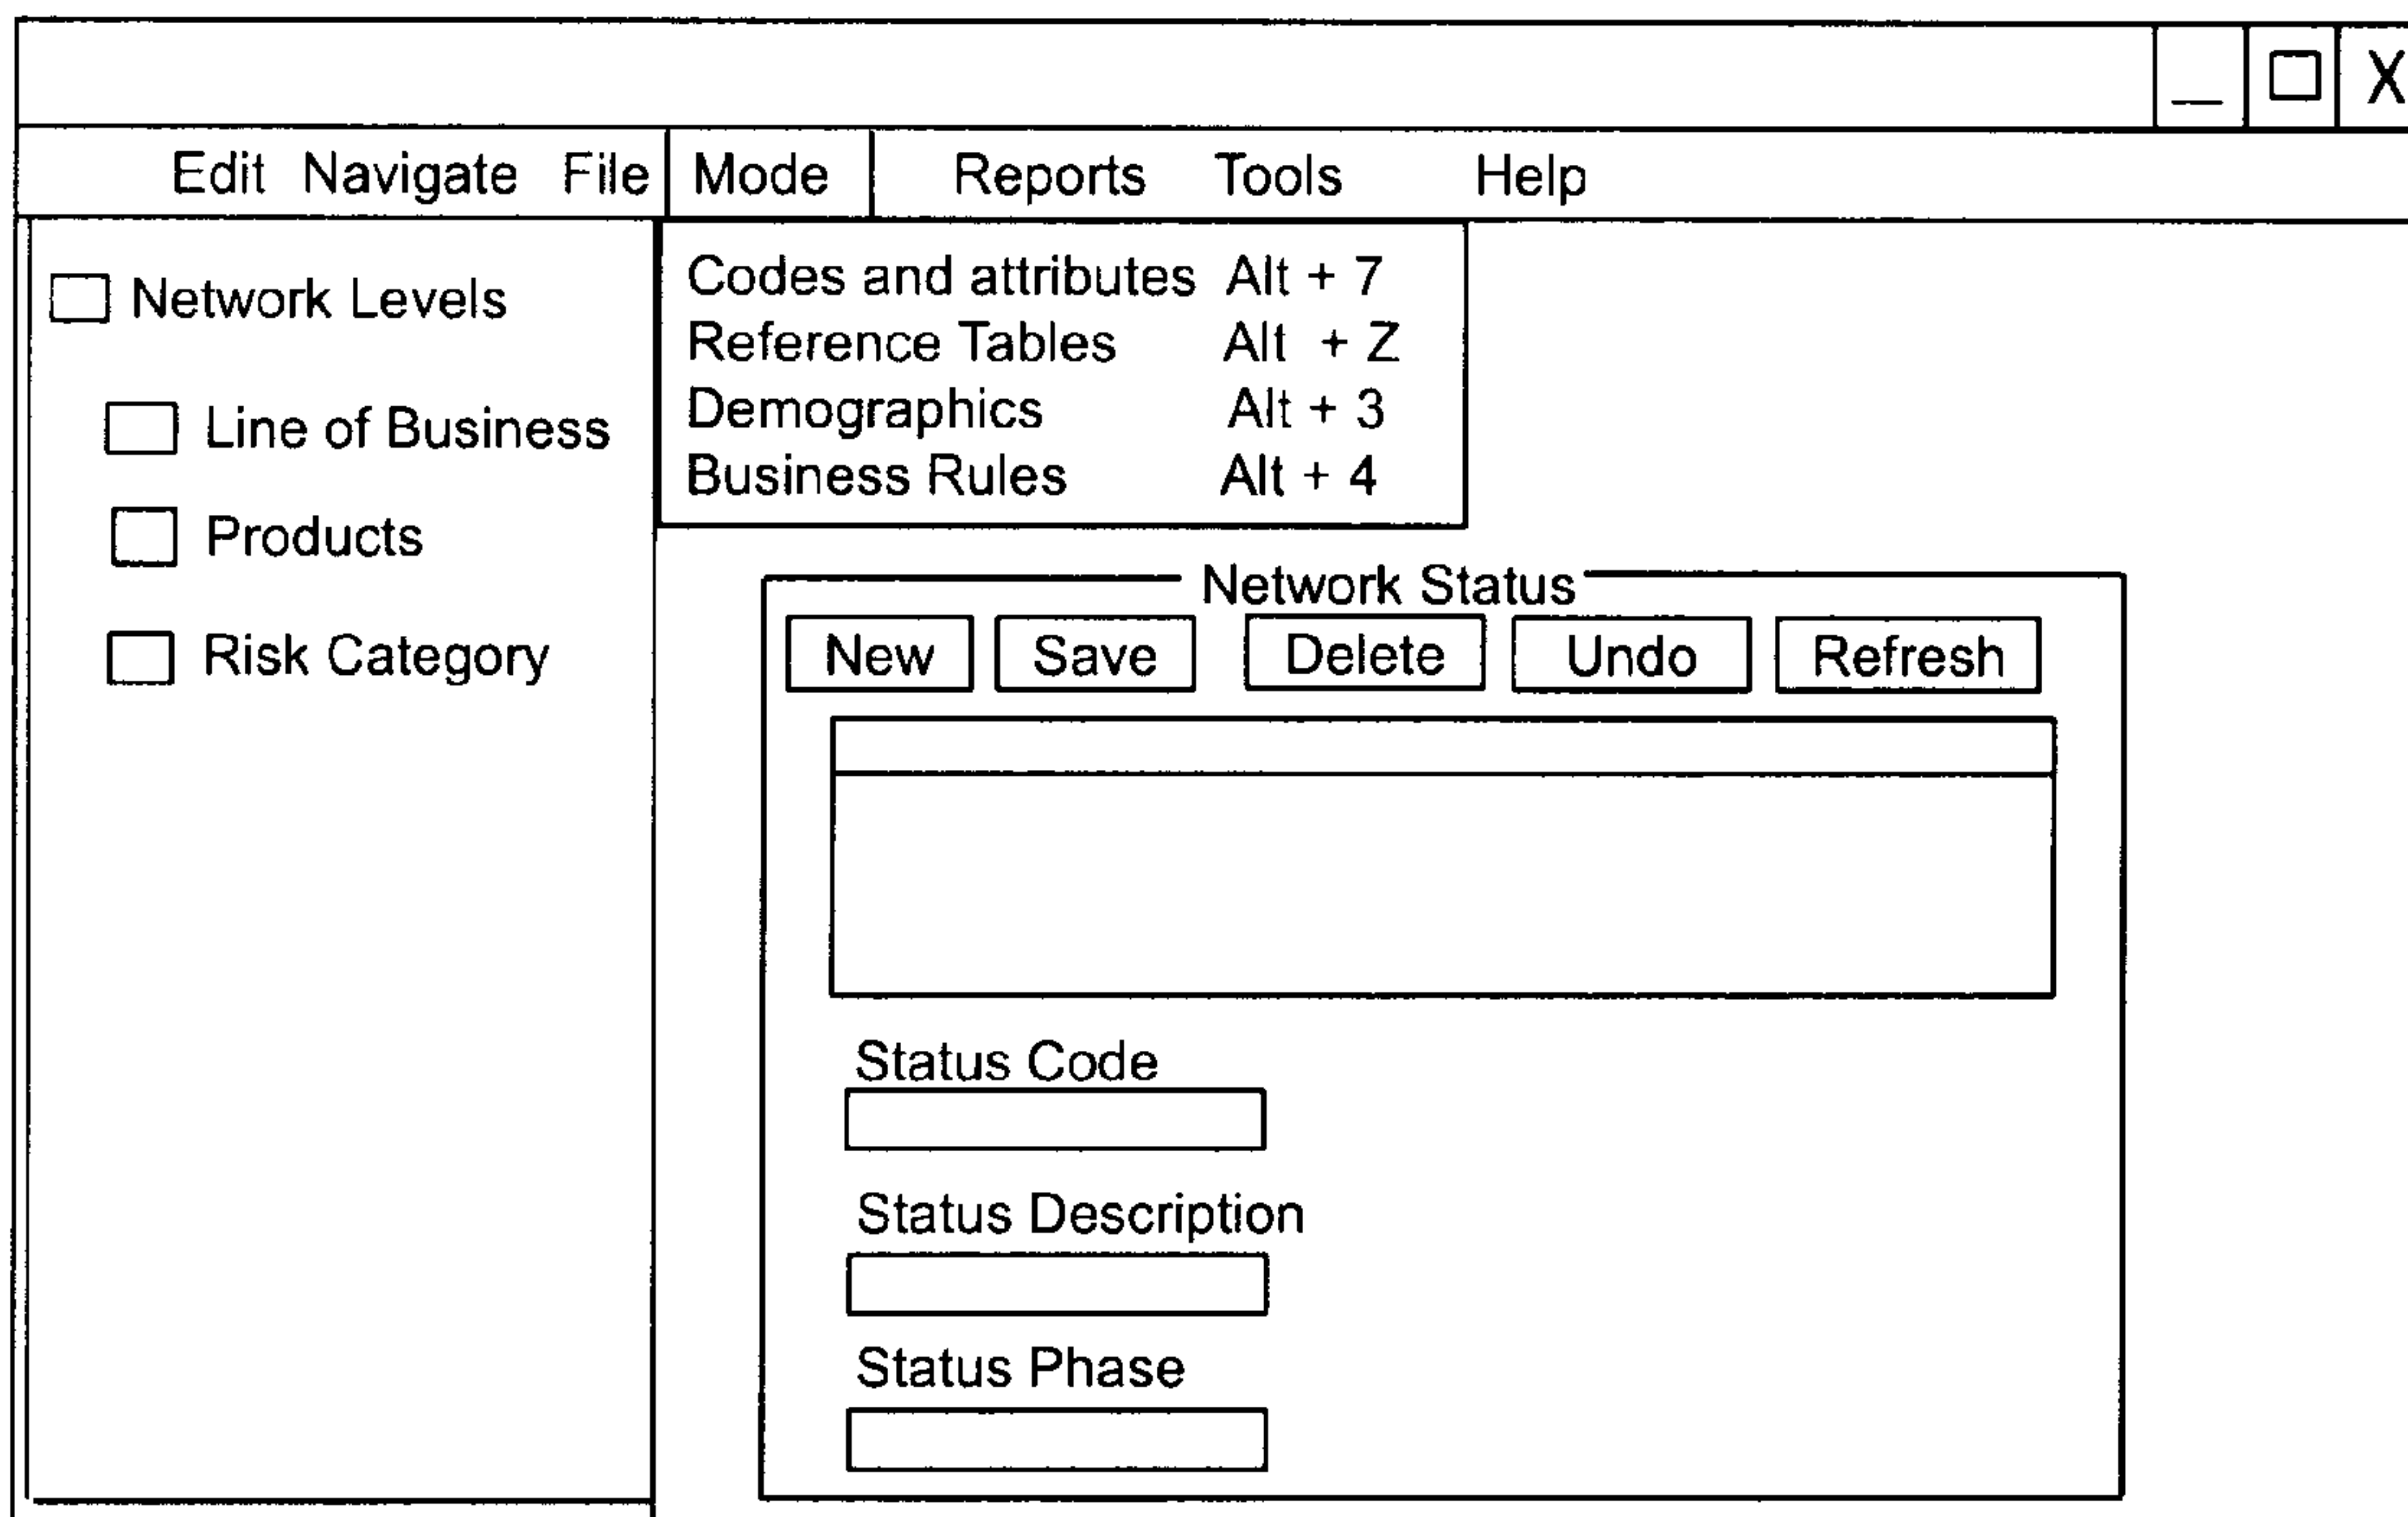 X
Edit Navigate File Mode Reports Tools Help
Network Levels
Line of Business
Products
Risk Category
Codes and attributes Alt + 7
Reference Tables Alt + Z
Demographics Alt + 3
Business Rules Alt + 4
Network Status
New Save Delete Undo Refresh
Status Code
Status Description
Status Phase